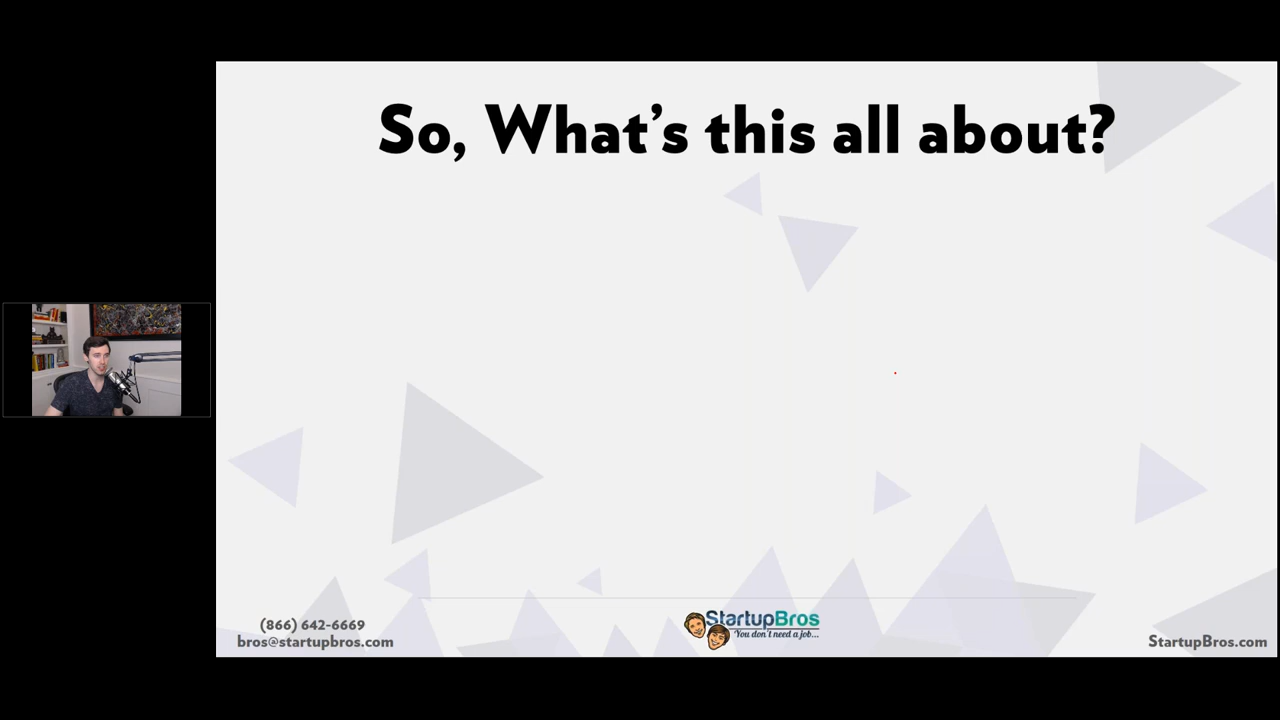 So, What's this all about?
(866) 642-6669
bros@startupbros.com
StartupBros
You don't need a job...
StartupBros.com